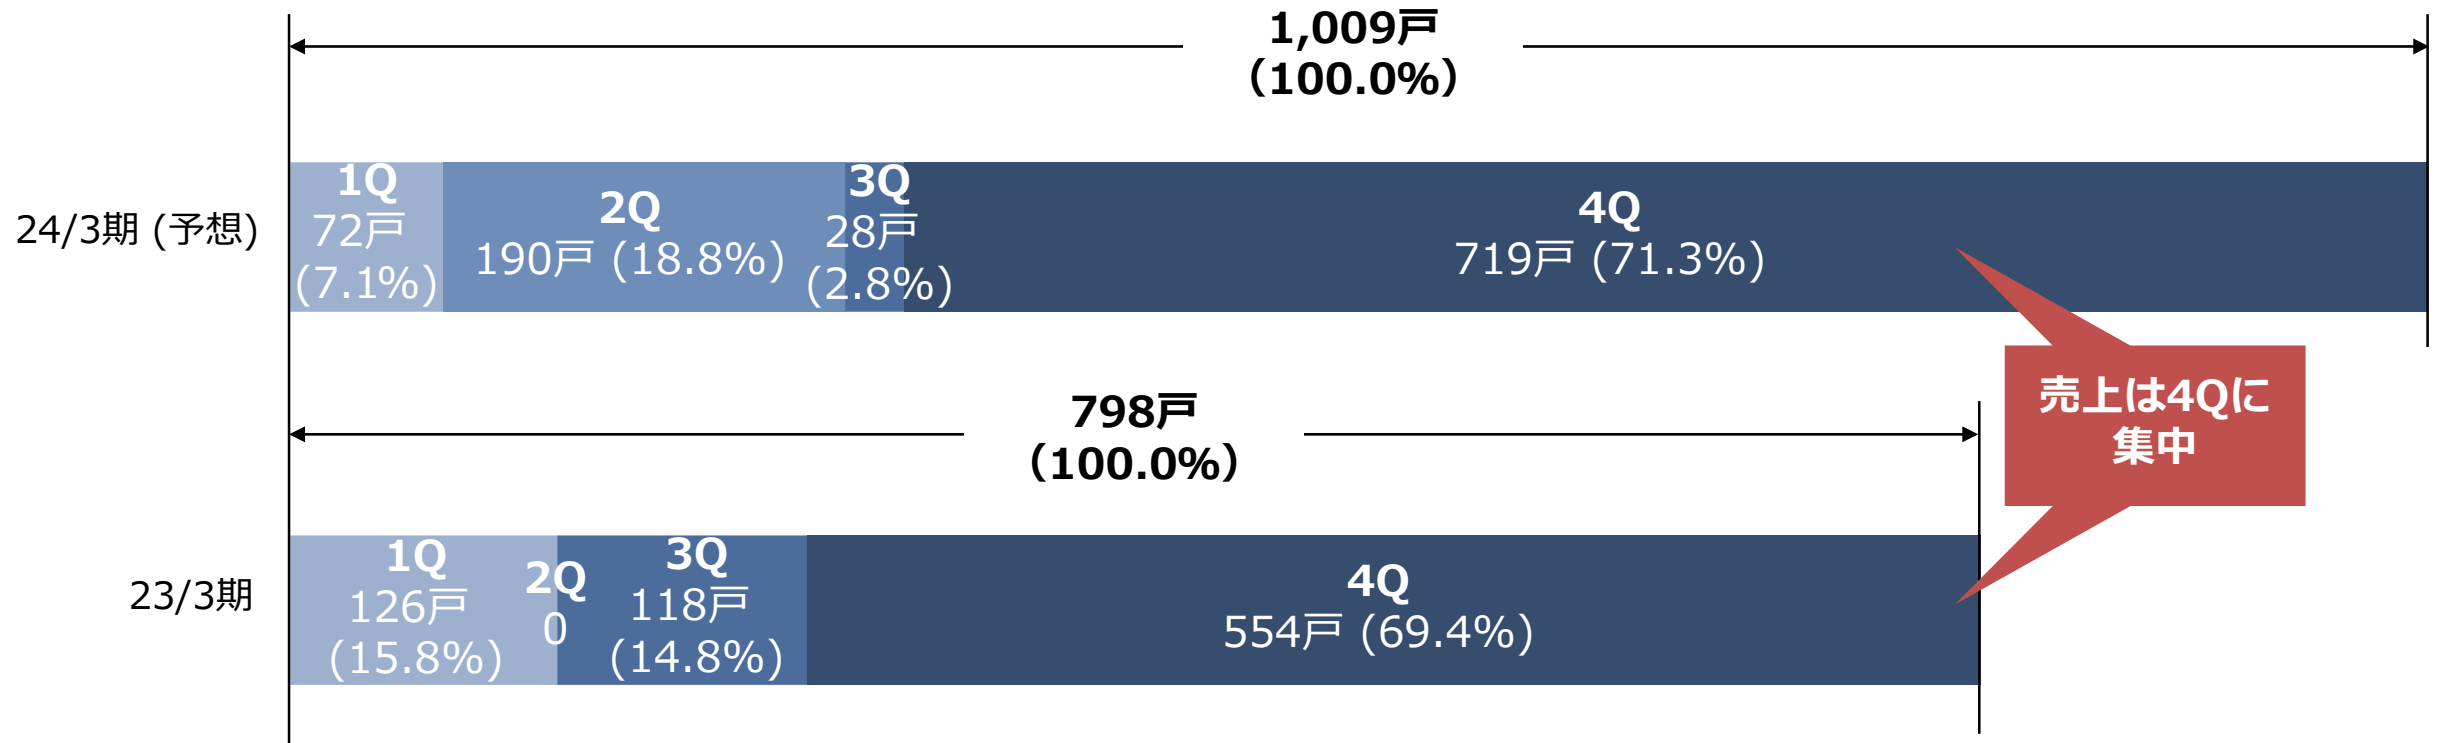 1,009戸
(100.0%)
24/3期 (予想)
1Q
72戸
(7.1%)
2Q
190戸 (18.8%)
3Q
28戸
(2.8%)
4Q
719戸 (71.3%)
売上は4Qに
集中
798戸
(100.0%)
23/3期
1Q
126戸
(15.8%)
2Q
0
3Q
118戸
(14.8%)
4Q
554戸 (69.4%)